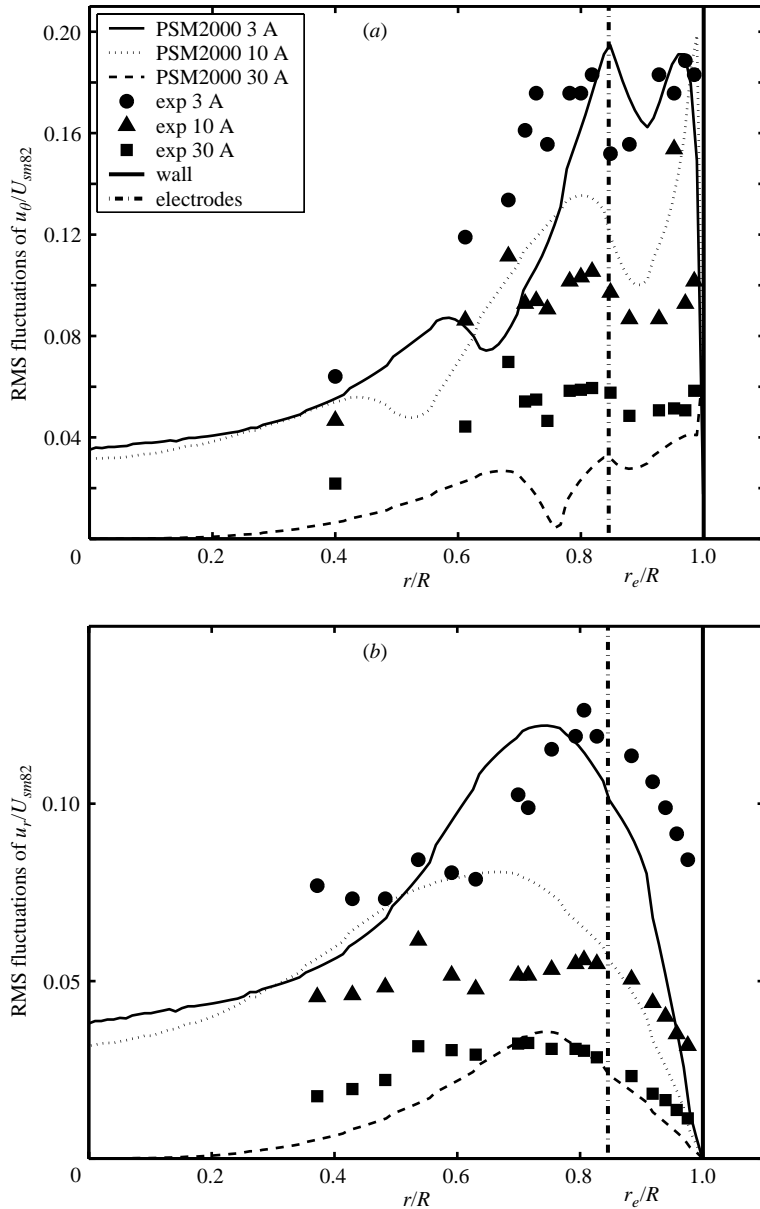 0.20
0.16
0.12
0.08
0.04
0
RMS fluctuations of u_θ/U_sm82
(a)
PSM2000 3 A
PSM2000 10 A
PSM2000 30 A
exp 3 A
exp 10 A
exp 30 A
wall
electrodes
0.2 0.4 0.6 0.8 1.0
r/R r_e/R
(b)
0.10
0.05
0
RMS fluctuations of u_r/U_sm82
0.2 0.4 0.6 0.8 1.0
r/R r_e/R